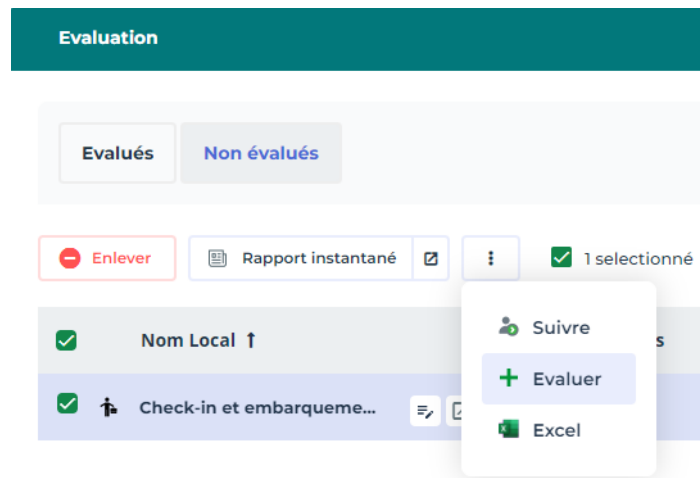 Evaluation
Evalués
Non évalués
Enlever
Rapport instantané
1 selectionné
Nom Local ↑
s
Check-in et embarqueme...
Suivre
Evaluer
Excel